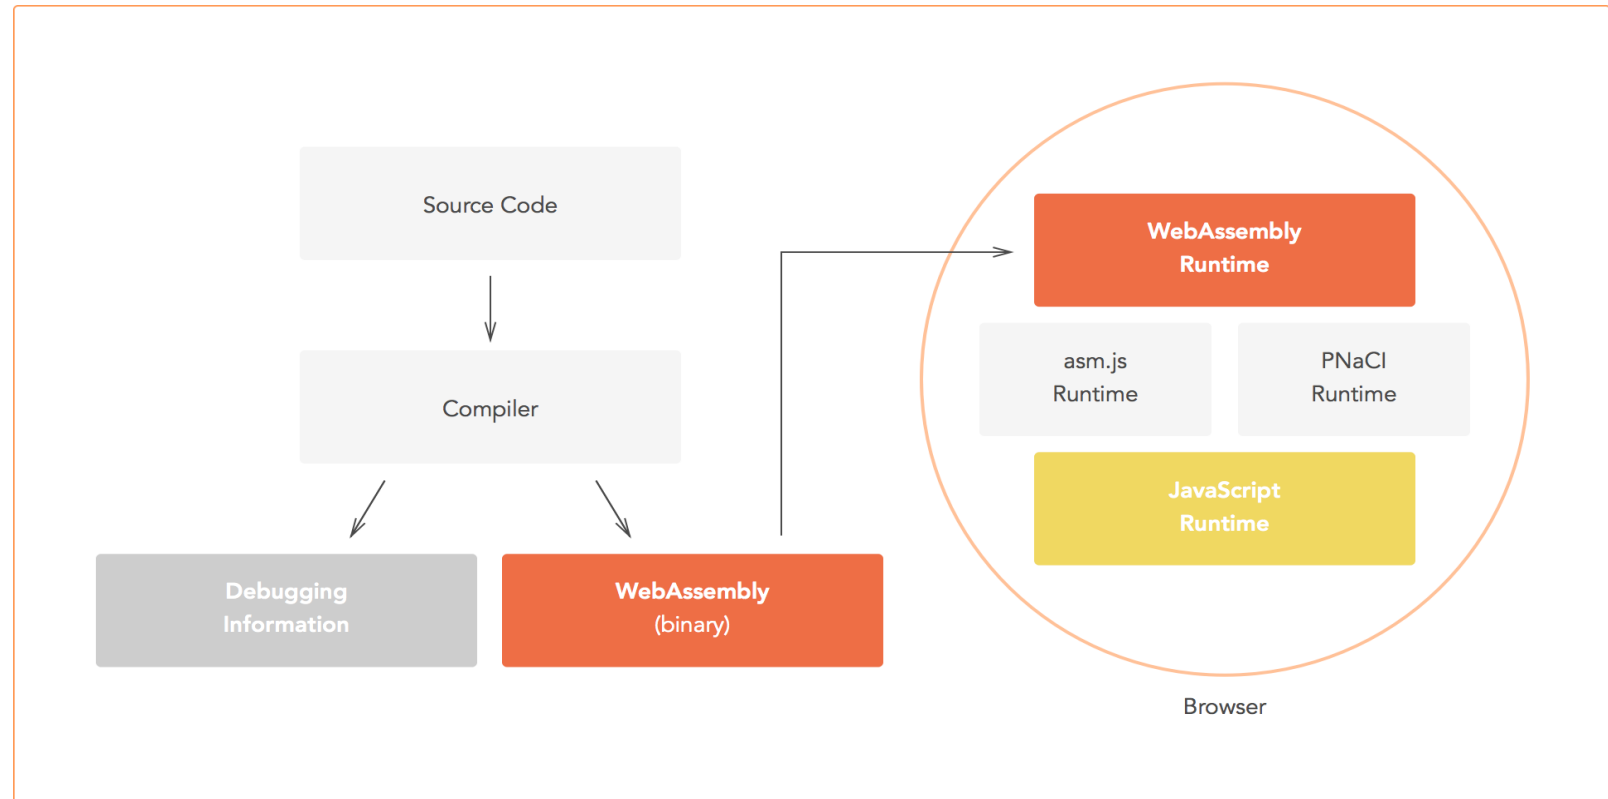 Source Code
Compiler
Debugging
Information
WebAssembly
(binary)
WebAssembly
Runtime
asm.js
Runtime
PNaCl
Runtime
JavaScript
Runtime
Browser